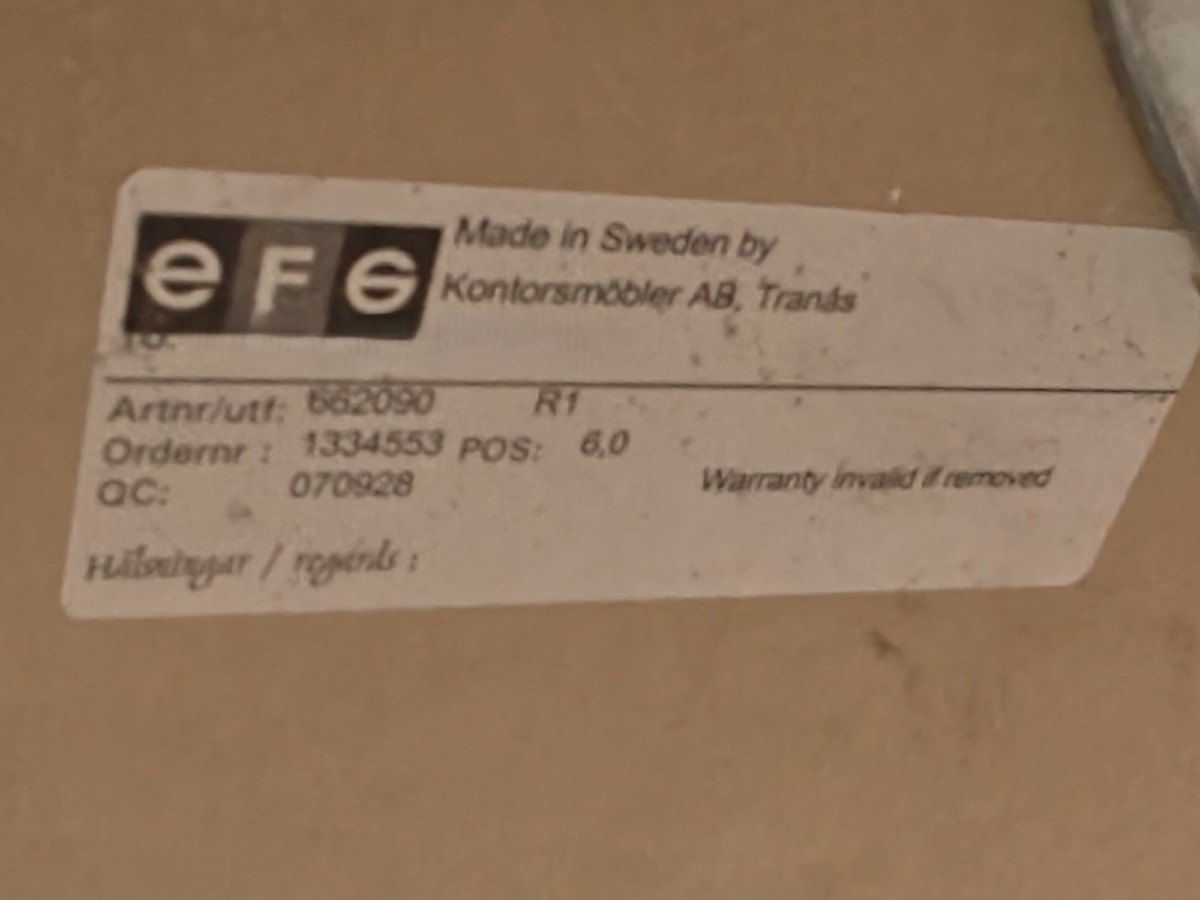 eFG
Made in Sweden by
Kontorsmöbler AB, Tranås
Artnr/utf: 662090 R1
Ordernr : 1334553 POS: 6,0
QC: 070928
Warranty invalid if removed
Hälsningar / regards :